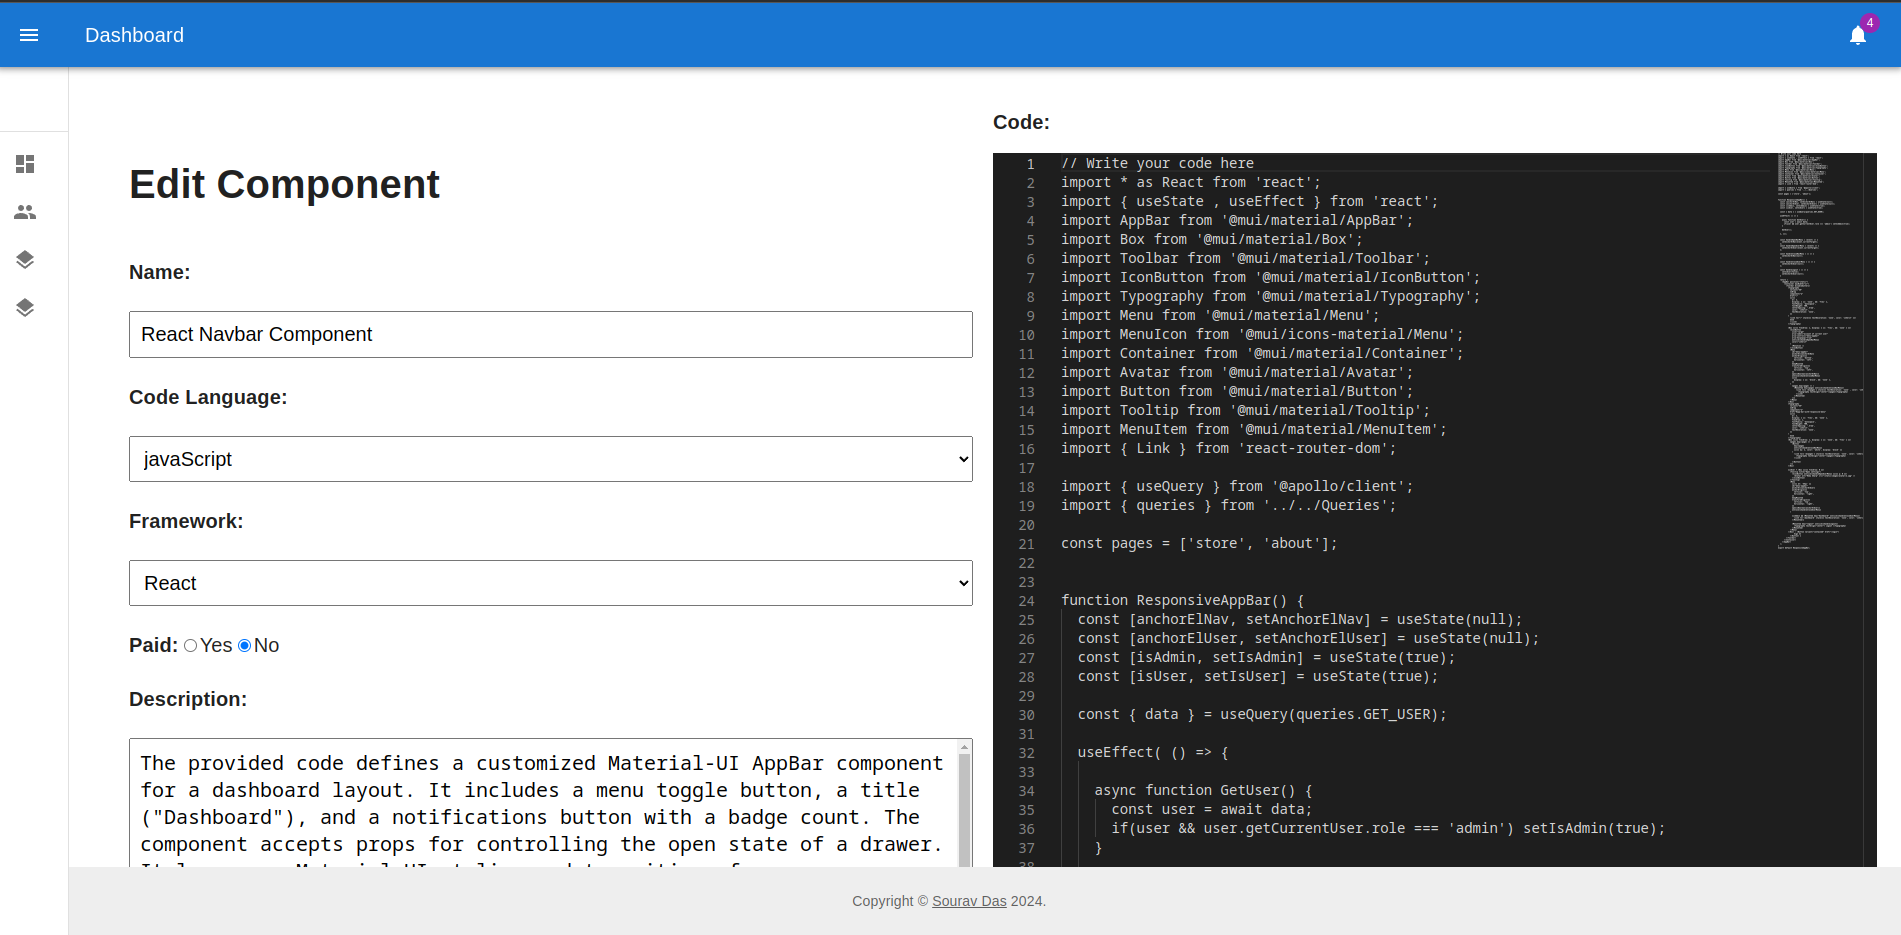 Dashboard
4
Edit Component
Name:
React Navbar Component
Code Language:
javaScript
Framework:
React
Paid: Yes No
Description:
The provided code defines a customized Material-UI AppBar component
for a dashboard layout. It includes a menu toggle button, a title
("Dashboard"), and a notifications button with a badge count. The
component accepts props for controlling the open state of a drawer.
Code:
1 // Write your code here
2 import * as React from 'react';
3 import { useState , useEffect } from 'react';
4 import AppBar from '@mui/material/AppBar';
5 import Box from '@mui/material/Box';
6 import Toolbar from '@mui/material/Toolbar';
7 import IconButton from '@mui/material/IconButton';
8 import Typography from '@mui/material/Typography';
9 import Menu from '@mui/material/Menu';
10 import MenuIcon from '@mui/icons-material/Menu';
11 import Container from '@mui/material/Container';
12 import Avatar from '@mui/material/Avatar';
13 import Button from '@mui/material/Button';
14 import Tooltip from '@mui/material/Tooltip';
15 import MenuItem from '@mui/material/MenuItem';
16 import { Link } from 'react-router-dom';
17
18 import { useQuery } from '@apollo/client';
19 import { queries } from '../../Queries';
20
21 const pages = ['store', 'about'];
22
23
24 function ResponsiveAppBar() {
25 const [anchorElNav, setAnchorElNav] = useState(null);
26 const [anchorElUser, setAnchorElUser] = useState(null);
27 const [isAdmin, setIsAdmin] = useState(true);
28 const [isUser, setIsUser] = useState(true);
29
30 const { data } = useQuery(queries.GET_USER);
31
32 useEffect( () => {
33
34 async function GetUser() {
35 const user = await data;
36 if(user && user.getCurrentUser.role === 'admin') setIsAdmin(true);
37 }
38
Copyright © Sourav Das 2024.